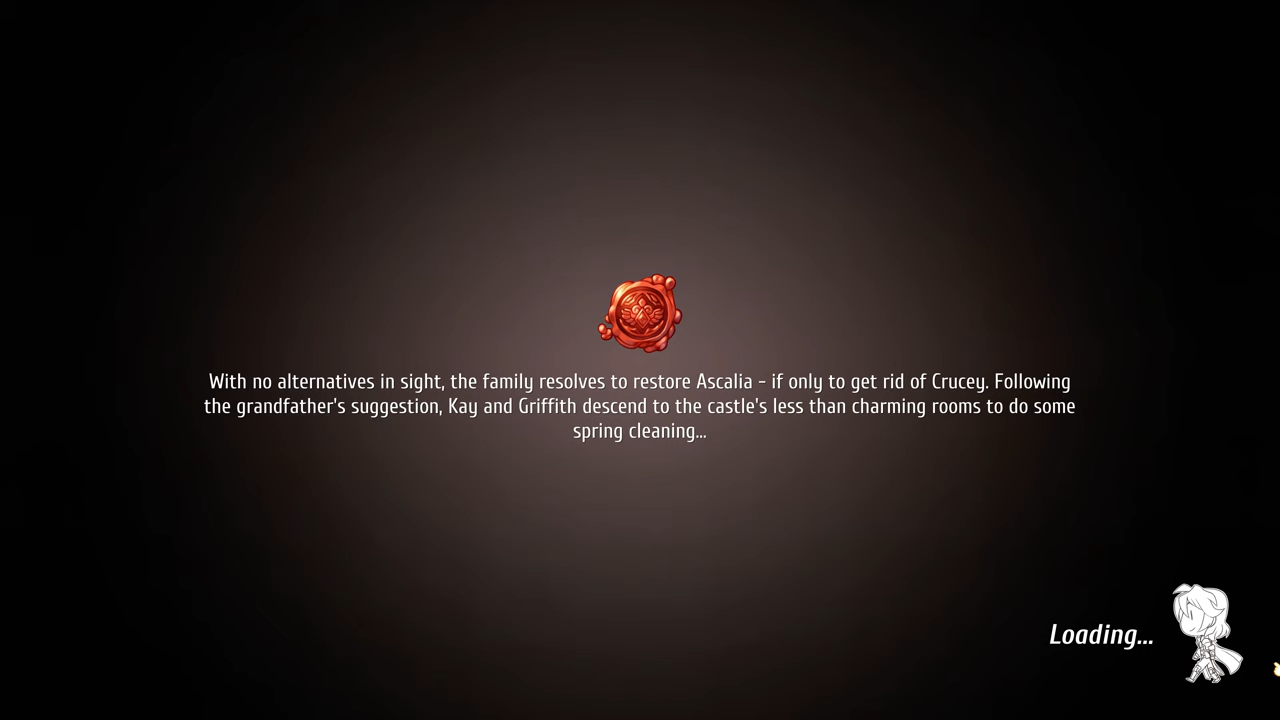 With no alternatives in sight, the family resolves to restore Ascalia - if only to get rid of Crucey. Following
the grandfather's suggestion, Kay and Griffith descend to the castle's less than charming rooms to do some
spring cleaning...
Loading...